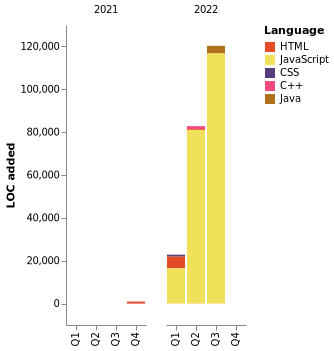 2021 2022
Language
HTML
JavaScript
CSS
C++
Java
LOC added
120,000
100,000
80,000
60,000
40,000
20,000
0
Q1 Q2 Q3 Q4 Q1 Q2 Q3 Q4